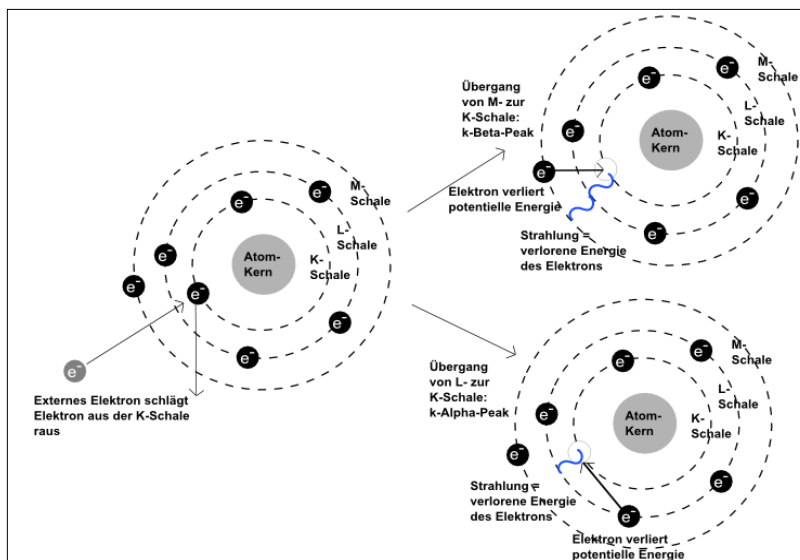 e⁻
e⁻
e⁻
e⁻
e⁻
e⁻
e⁻
e⁻
M-
Schale
L-
Schale
K-
Schale
Atom-
Kern
Externes Elektron schlägt
Elektron aus der K-Schale
raus
Übergang
von M- zur
K-Schale:
k-Beta-Peak
e⁻
e⁻
e⁻
e⁻
e⁻
e⁻
M-
Schale
L-
Schale
K-
Schale
Atom-
Kern
Elektron verliert
potentielle Energie
Strahlung =
verlorene Energie
des Elektrons
Übergang
von L- zur
K-Schale:
k-Alpha-Peak
e⁻
e⁻
e⁻
e⁻
e⁻
e⁻
M-
Schale
L-
Schale
K-
Schale
Atom-
Kern
Strahlung =
verlorene Energie
des Elektrons
Elektron verliert
potentielle Energie